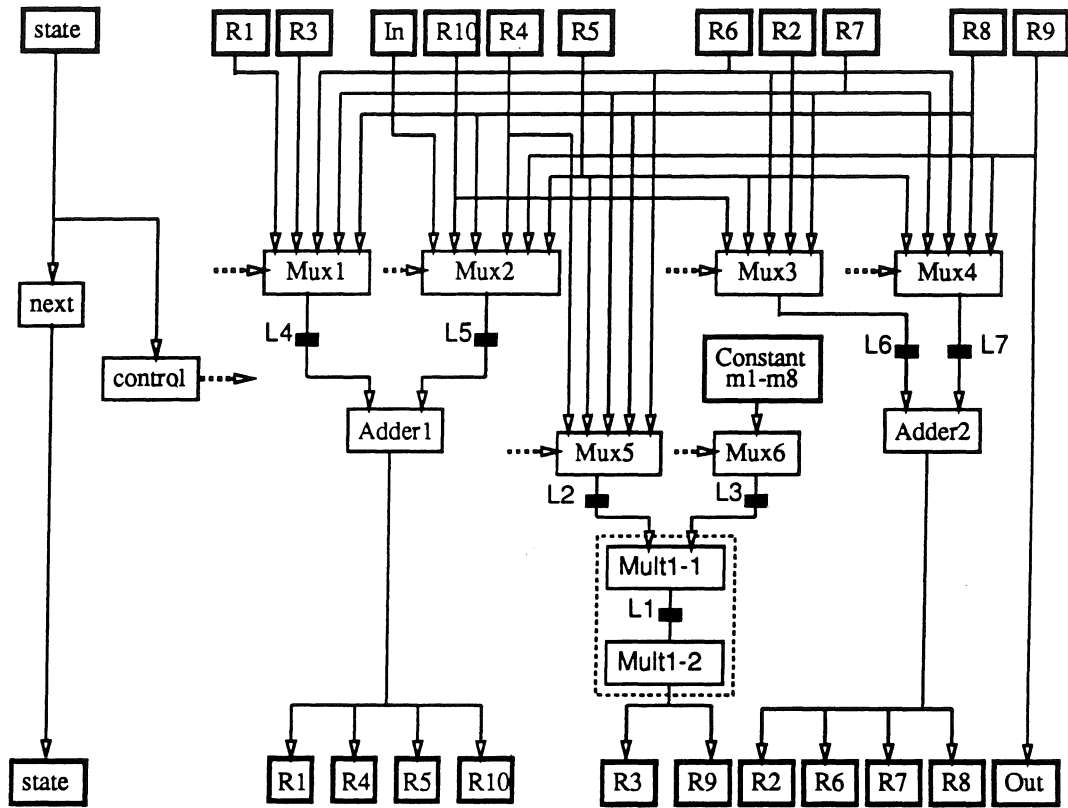 state
R1
R3
In
R10
R4
R5
R6
R2
R7
R8
R9
Mux1
Mux2
Mux3
Mux4
next
L4
L5
L6
L7
Constant
m1-m8
control
Adder1
Adder2
Mux5
Mux6
L2
L3
Mult1-1
L1
Mult1-2
state
R1
R4
R5
R10
R3
R9
R2
R6
R7
R8
Out